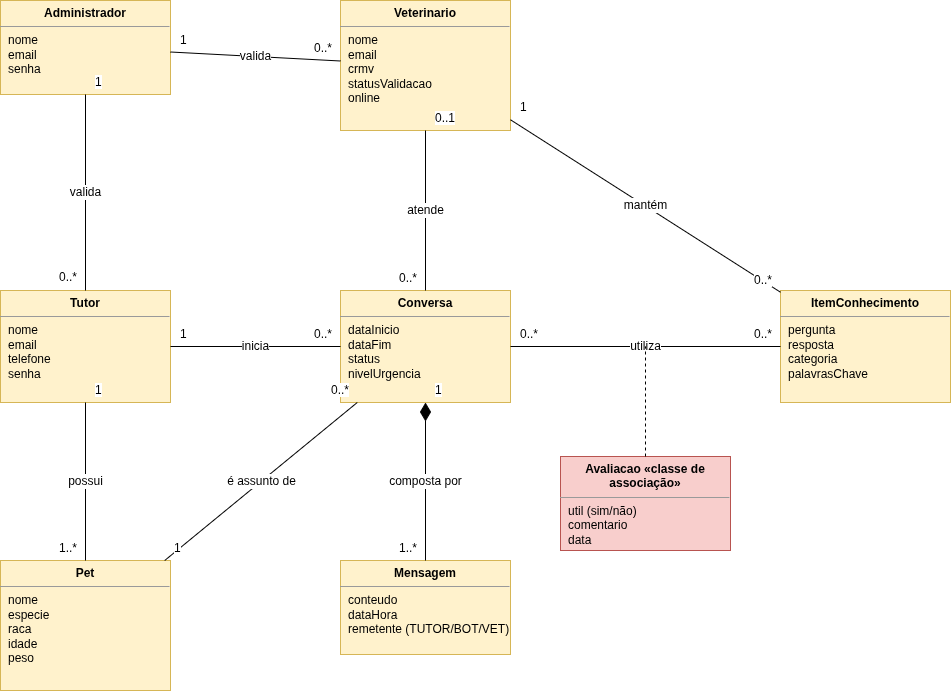 Administrador
nome
email
senha
1
1
valida
0..*
Veterinario
nome
email
crmv
statusValidacao
online
0..1
1
valida
0..*
atende
0..*
mantém
0..*
Tutor
nome
email
telefone
senha
1
1
inicia
0..*
Conversa
dataInicio
dataFim
status
nivelUrgencia
0..*
1
0..*
utiliza
0..*
ItemConhecimento
pergunta
resposta
categoria
palavrasChave
possui
1..*
é assunto de
1
composta por
1..*
Avaliacao «classe de
associação»
util (sim/não)
comentario
data
Pet
nome
especie
raca
idade
peso
Mensagem
conteudo
dataHora
remetente (TUTOR/BOT/VET)